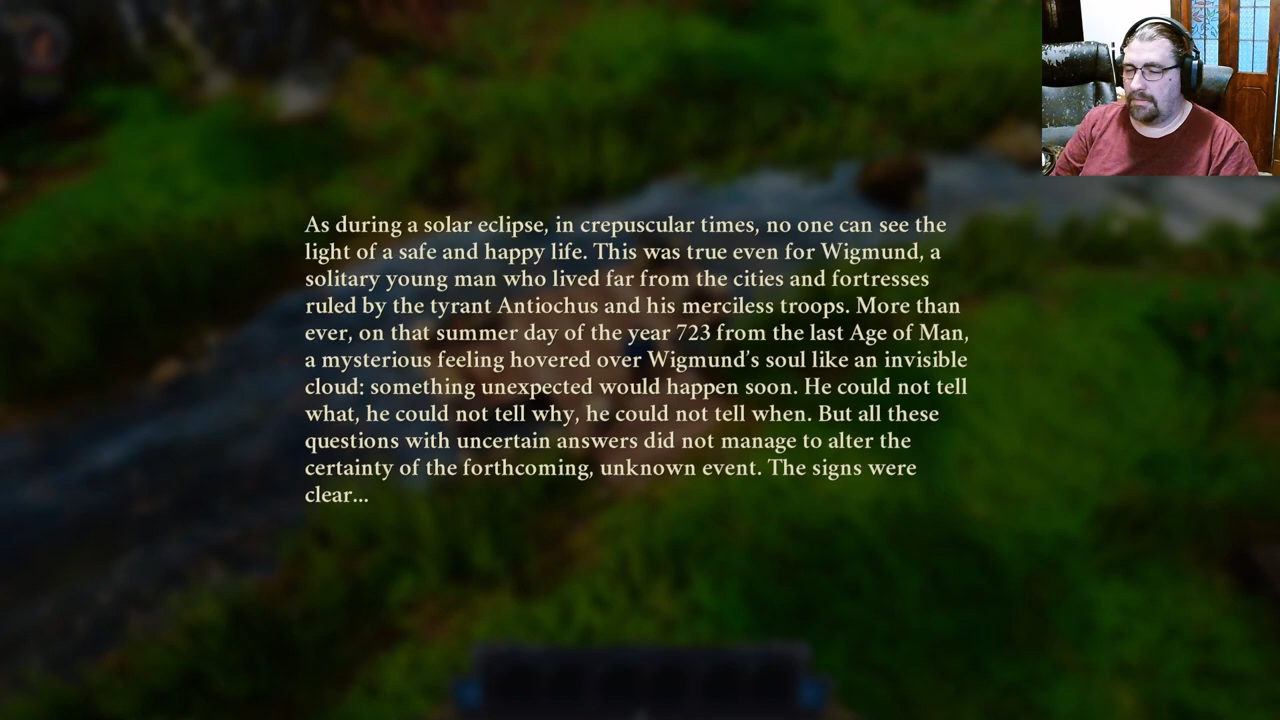 As during a solar eclipse, in crepuscular times, no one can see the
light of a safe and happy life. This was true even for Wigmund, a
solitary young man who lived far from the cities and fortresses
ruled by the tyrant Antiochus and his merciless troops. More than
ever, on that summer day of the year 723 from the last Age of Man,
a mysterious feeling hovered over Wigmund's soul like an invisible
cloud: something unexpected would happen soon. He could not tell
what, he could not tell why, he could not tell when. But all these
questions with uncertain answers did not manage to alter the
certainty of the forthcoming, unknown event. The signs were
clear...